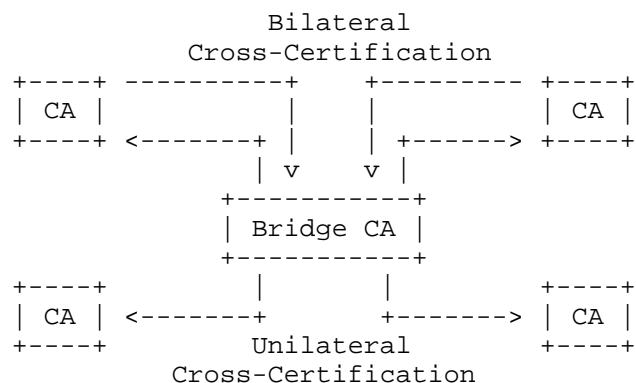 Bilateral
Cross-Certification
CA CA
Bridge CA
CA CA
Unilateral
Cross-Certification